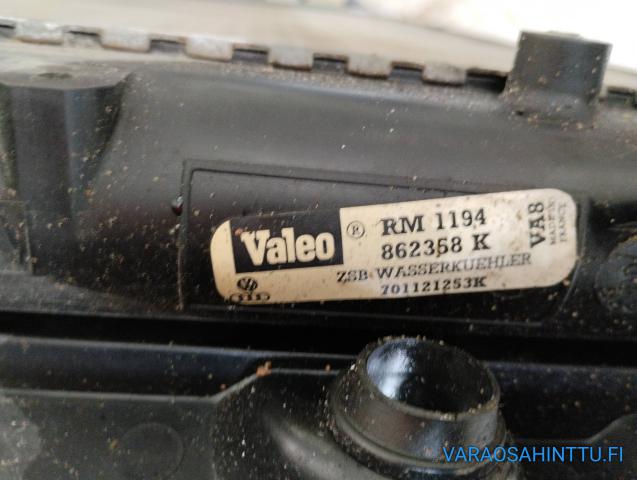 Valeo ® RM 1194
862358 K
ZSB WASSERKUEHLER
701121253K
VA8
MADE IN
FRANCE
VARAOSAHINTTU.FI